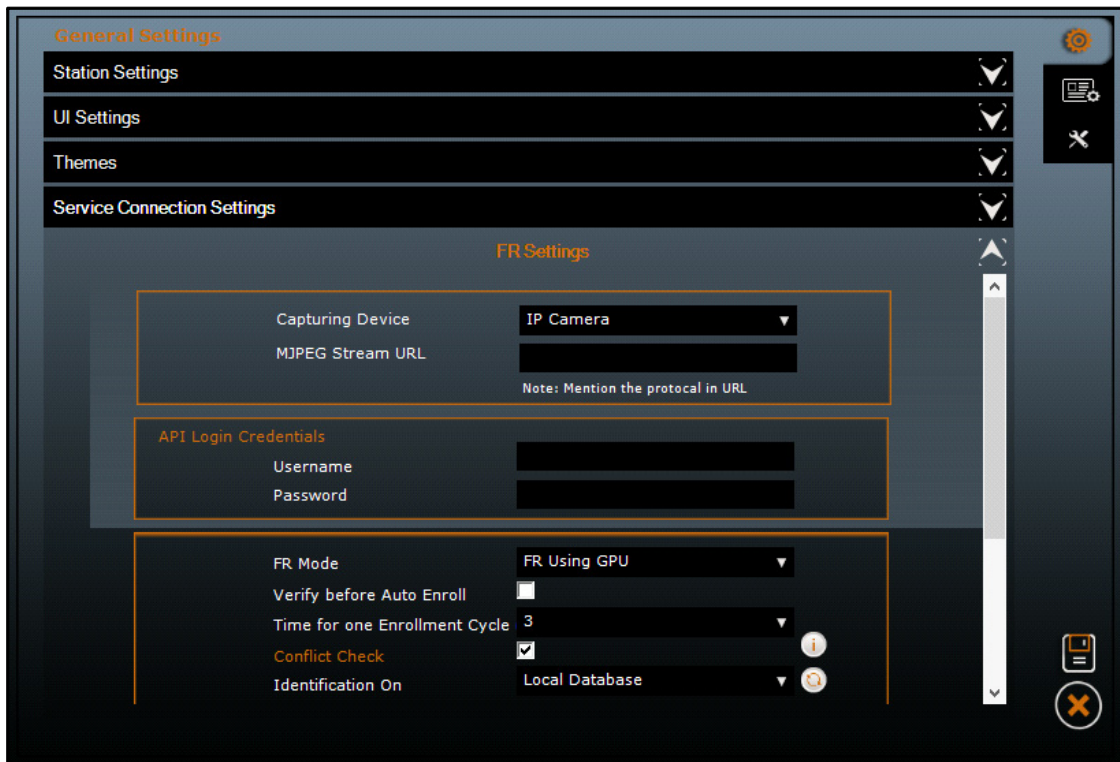 General Settings
Station Settings
UI Settings
Themes
Service Connection Settings
FR Settings
Capturing Device IP Camera
MJPEG Stream URL
Note: Mention the protocal in URL
API Login Credentials
Username
Password
FR Mode FR Using GPU
Verify before Auto Enroll
Time for one Enrollment Cycle 3
Conflict Check
Identification On Local Database